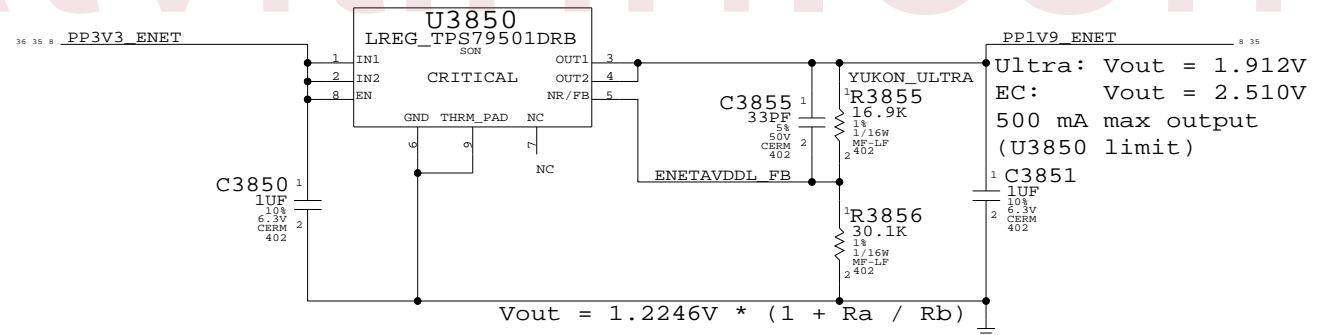 U3850
LREG_TPS79501DRB
SON
CRITICAL
36 35 8 PP3V3_ENET
1 IN1
2 IN2
8 EN
OUT1 3
OUT2 4
NR/FB 5
GND THRM_PAD NC
6 9 7
NC
PP1V9_ENET 8 35
Ultra: Vout = 1.912V
EC: Vout = 2.510V
500 mA max output
(U3850 limit)
YUKON_ULTRA
C3855 1
33PF
5%
50V
CERM 2
402
1 R3855
16.9K
1%
1/16W
MF-LF
2 402
ENETAVDDL_FB
C3850 1
1UF
10%
6.3V
CERM 2
402
1 R3856
30.1K
1%
1/16W
MF-LF
2 402
1 C3851
1UF
10%
6.3V
2 CERM
402
Vout = 1.2246V * (1 + Ra / Rb)